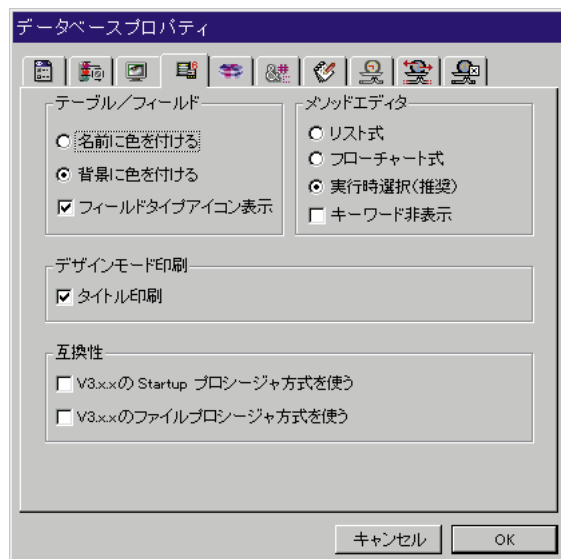 データベースプロパティ
テーブル／フィールド
名前に色を付ける
背景に色を付ける
フィールドタイプアイコン表示
メソッドエディタ
リスト式
フローチャート式
実行時選択(推奨)
キーワード非表示
デザインモード印刷
タイトル印刷
互換性
V3.x.xの Startup プロシージャ方式を使う
V3.x.xのファイルプロシージャ方式を使う
キャンセル
OK